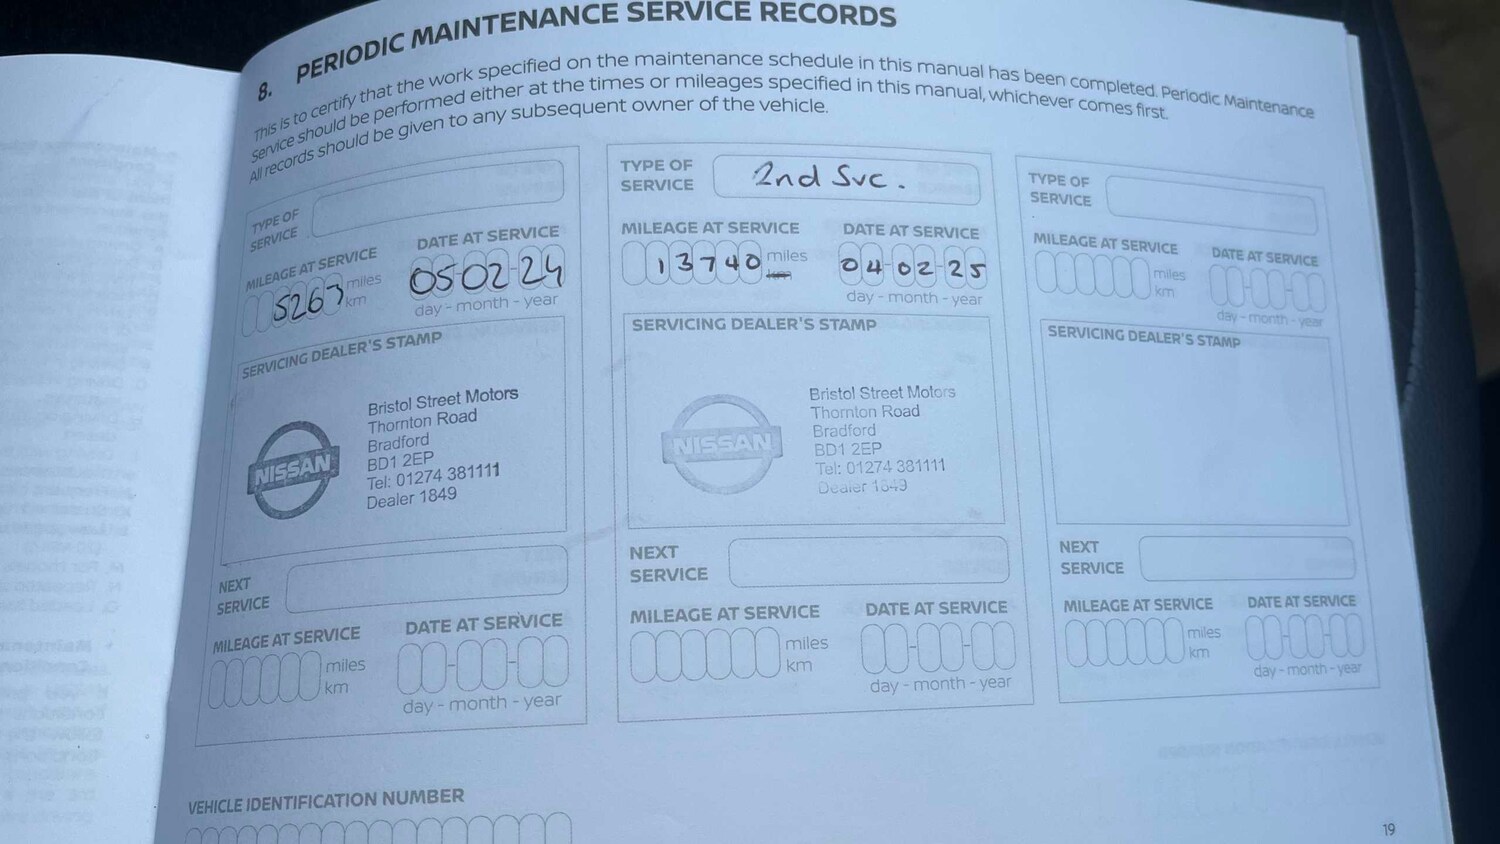 8. PERIODIC MAINTENANCE SERVICE RECORDS
This is to certify that the work specified on the maintenance schedule in this manual has been completed. Periodic Maintenance
Service should be performed either at the times or mileages specified in this manual, whichever comes first.
All records should be given to any subsequent owner of the vehicle.
TYPE OF
SERVICE
MILEAGE AT SERVICE
DATE AT SERVICE
5267 miles
km
05-02-24
day - month - year
SERVICING DEALER'S STAMP
NISSAN
Bristol Street Motors
Thornton Road
Bradford
BD1 2EP
Tel: 01274 381111
Dealer 1849
NEXT
SERVICE
MILEAGE AT SERVICE
DATE AT SERVICE
miles
km
day - month - year
TYPE OF
SERVICE
2nd Svc.
MILEAGE AT SERVICE
DATE AT SERVICE
13740 miles
km
04-02-25
day - month - year
SERVICING DEALER'S STAMP
NISSAN
Bristol Street Motors
Thornton Road
Bradford
BD1 2EP
Tel: 01274 381111
Dealer 1849
NEXT
SERVICE
MILEAGE AT SERVICE
DATE AT SERVICE
miles
km
day - month - year
TYPE OF
SERVICE
MILEAGE AT SERVICE
DATE AT SERVICE
miles
km
day - month - year
SERVICING DEALER'S STAMP
NEXT
SERVICE
MILEAGE AT SERVICE
DATE AT SERVICE
miles
km
day - month - year
VEHICLE IDENTIFICATION NUMBER
19